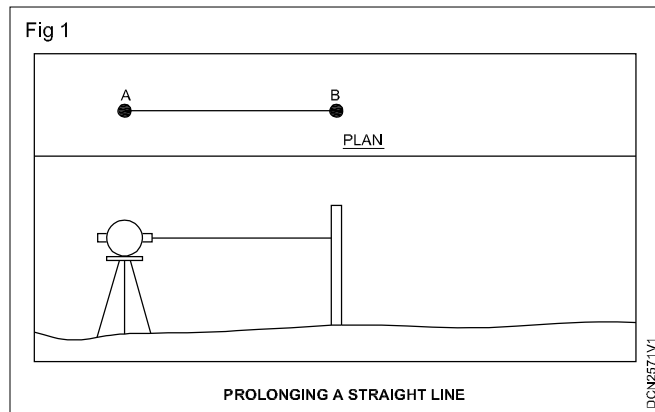 Fig 1
A B
PLAN
PROLONGING A STRAIGHT LINE
DCN2571V1